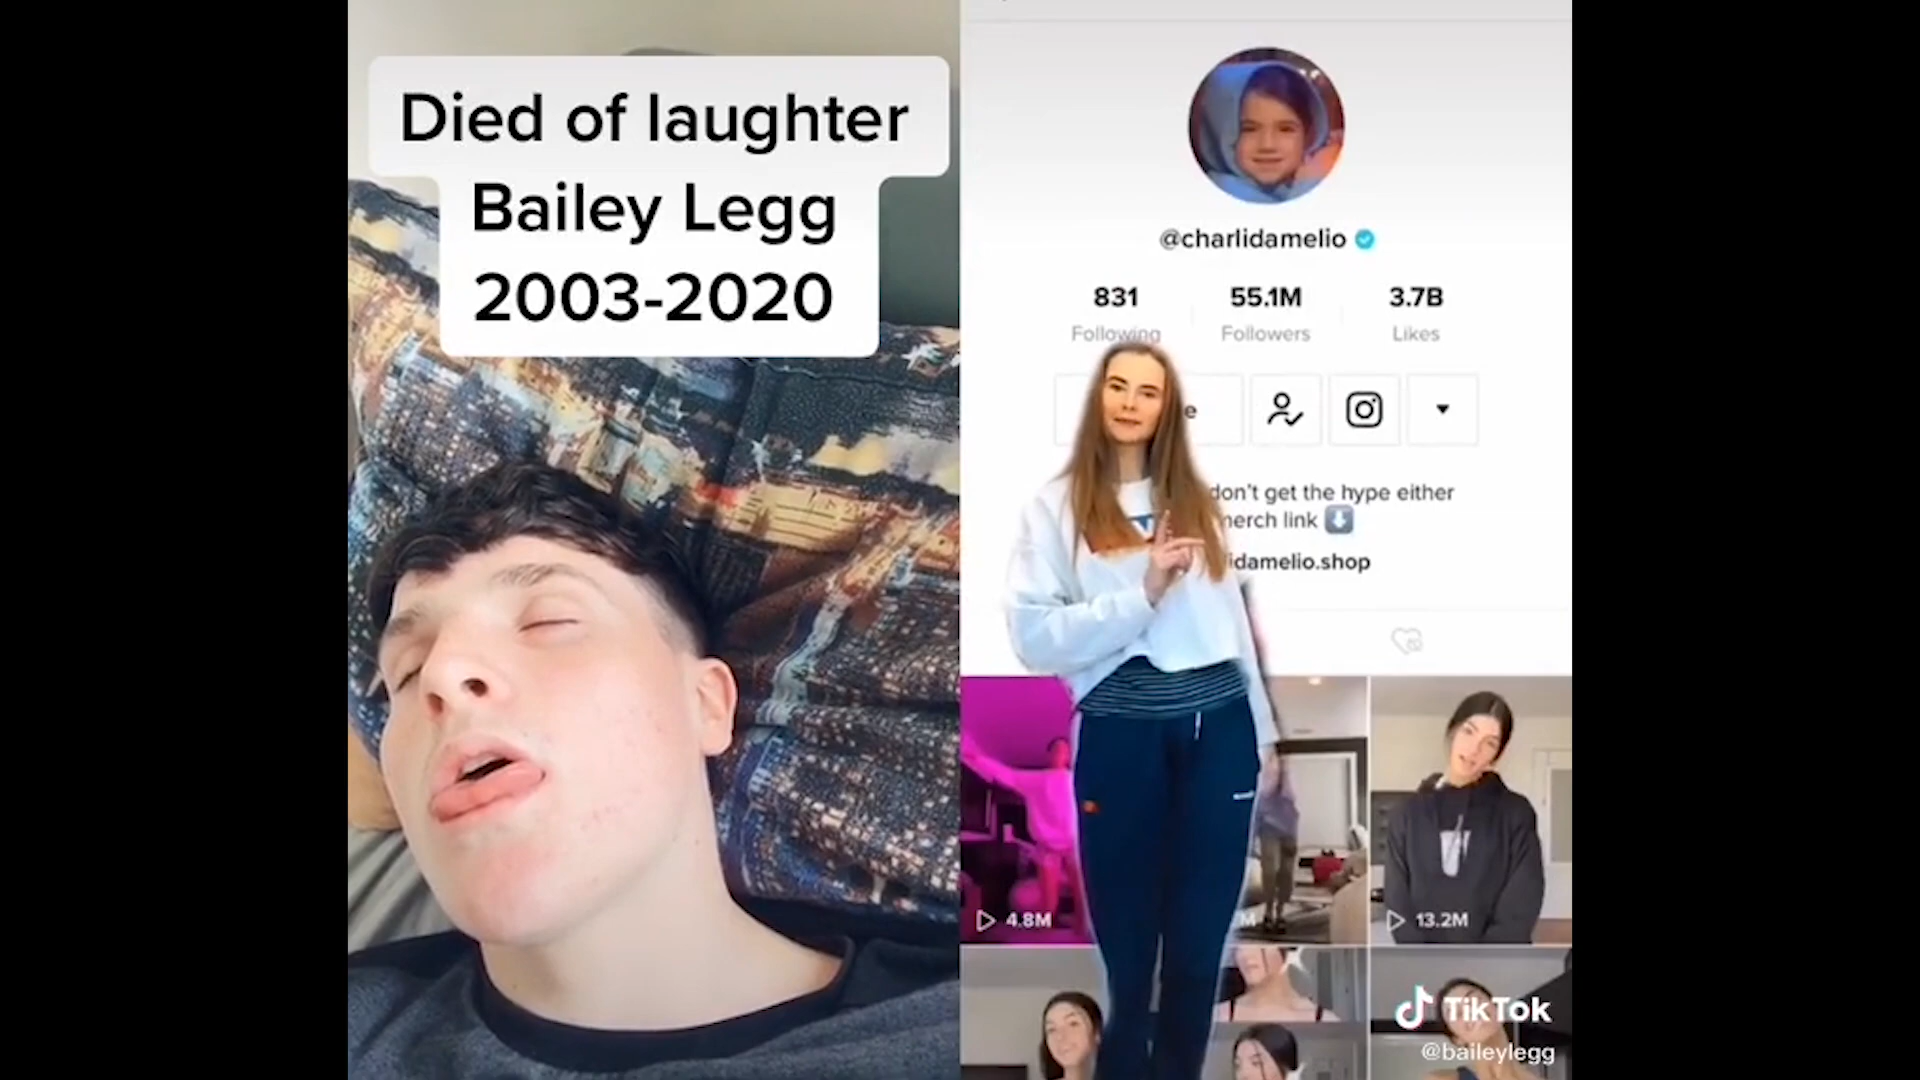 Died of laughter
Bailey Legg
2003-2020
@charlidamelio
831
55.1M
3.7B
Following
Followers
Likes
e
don't get the hype either
merch link
idamelio.shop
4.8M
M
13.2M
TikTok
@baileylegg